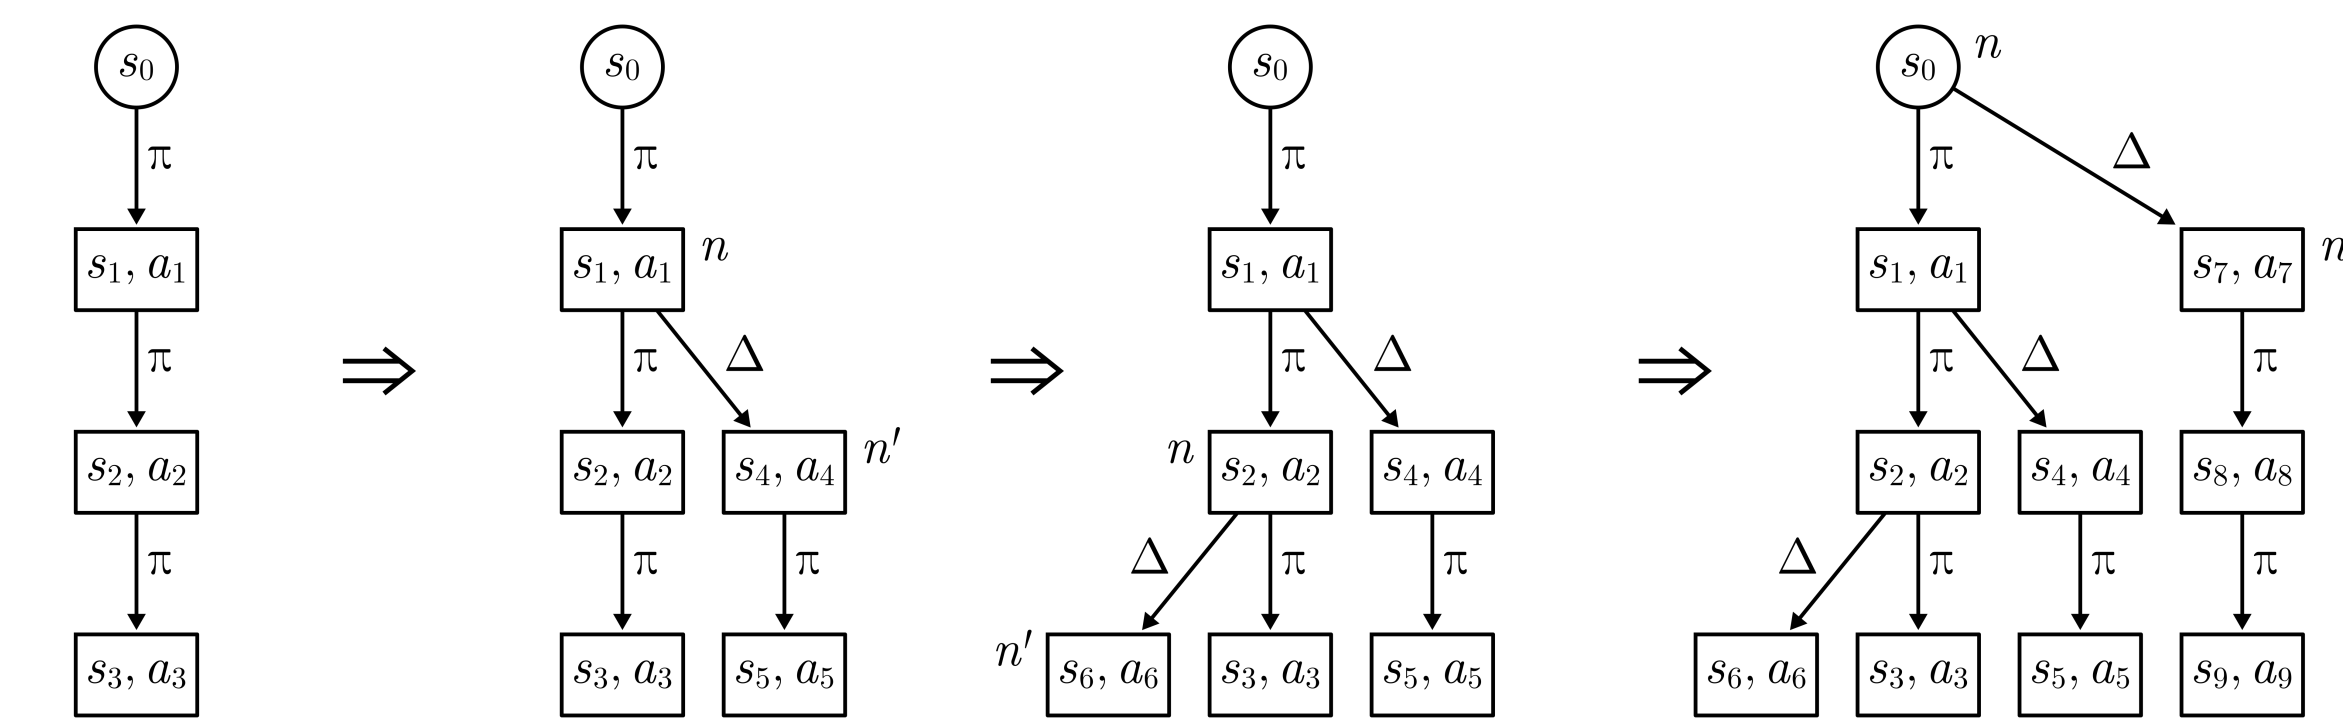 s₀ s₀ s₀ s₀ n
π π π π Δ
s₁, a₁ s₁, a₁ n s₁, a₁ s₁, a₁ s₇, a₇ n
π ⇒ π Δ ⇒ π Δ ⇒ π Δ π
s₂, a₂ s₂, a₂ s₄, a₄ n′ n s₂, a₂ s₄, a₄ s₂, a₂ s₄, a₄ s₈, a₈
π π π Δ π π Δ π π π
s₃, a₃ s₃, a₃ s₅, a₅ n′ s₆, a₆ s₃, a₃ s₅, a₅ s₆, a₆ s₃, a₃ s₅, a₅ s₉, a₉